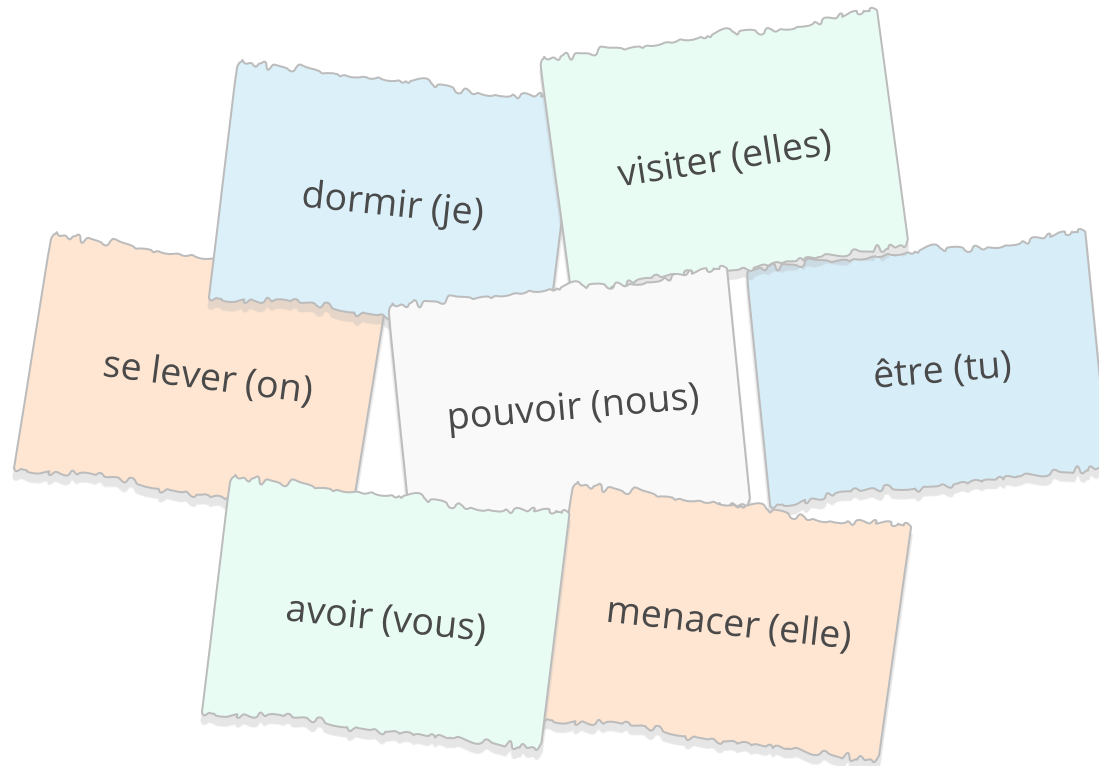 visiter (elles)
dormir (je)
se lever (on)
pouvoir (nous)
être (tu)
avoir (vous)
menacer (elle)